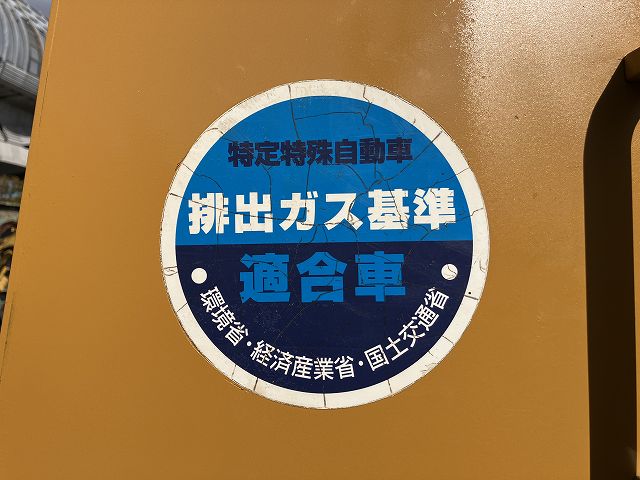 特定特殊自動車
排出ガス基準
適合車
環境省・経済産業省・国土交通省